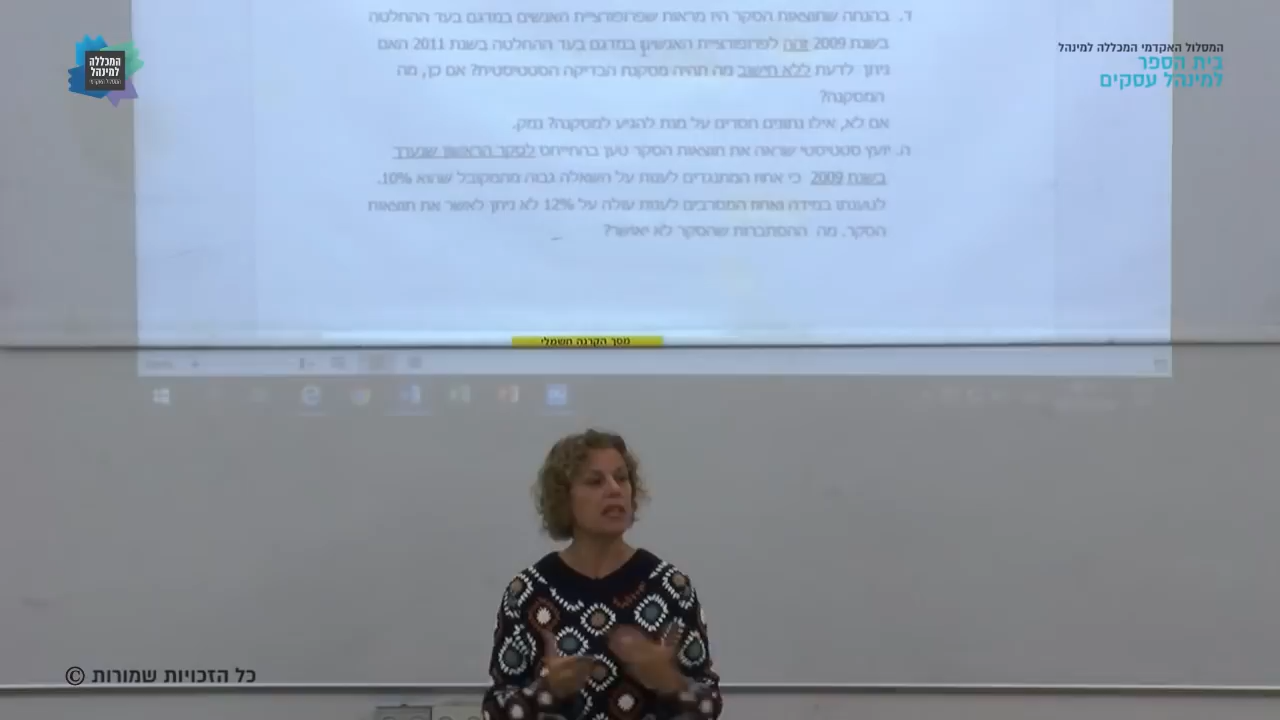 ד. בהנחה שתוצאות הסקר היו מראות שפרופורציית האנשים במדגם בעד ההחלטה
בשנת 2009 זהה לפרופורציית האנשים במדגם בעד ההחלטה בשנת 2011 האם
ניתן לדעת ללא חישוב מה תהיה מסקנת הבדיקה הסטטיסטית? אם כן, מה
המסקנה?
אם לא, אילו נתונים חסרים על מנת להגיע למסקנה? נמק.
ה. יועץ סטטיסטי שראה את תוצאות הסקר טען בהתייחס לסקר הראשון שנערך
בשנת 2009 כי אחוז המתנגדים לענות על השאלה גבוה מהמקובל שהוא 10%.
לטענתו במידה ואחוז המסרבים לענות עולה על 12% לא ניתן לאשר את תוצאות
הסקר. מה ההסתברות שהסקר לא יאושר?
המכללה
למינהל
המסלול האקדמי
המסלול האקדמי המכללה למינהל
בית הספר
למינהל עסקים
מסך הקרנה חשמלי
כל הזכויות שמורות ©